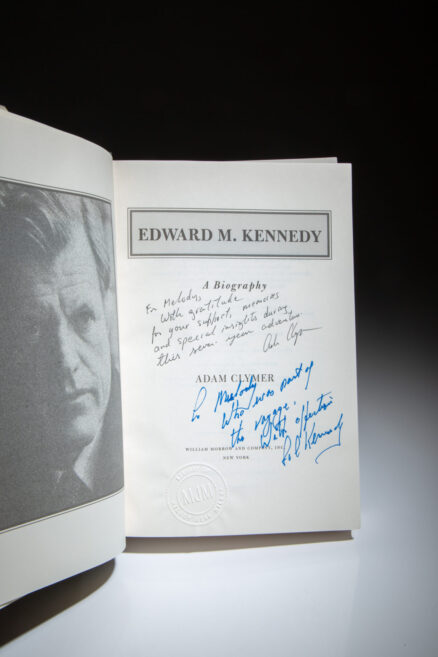 EDWARD M. KENNEDY
A Biography
For Melody,
With gratitude
for your support, memories
and special insights during
this seven year adventure.
Adam Clymer
ADAM CLYMER
To Melody
Who was part of
the voyage.
With affection
Kennedy
WILLIAM MORROW AND COMPANY, INC.
NEW YORK
MJM